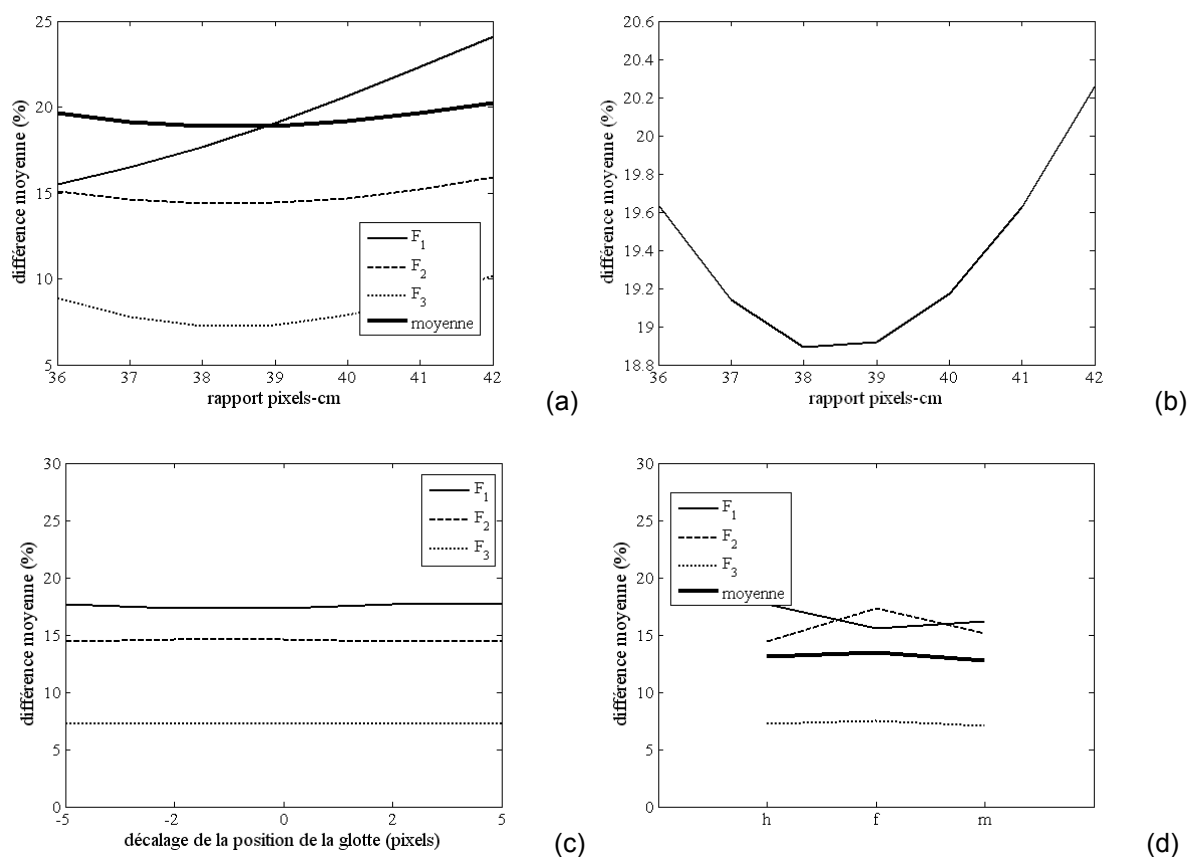 25
20
15
10
5
différence moyenne (%)
F1
F2
F3
moyenne
36 37 38 39 40 41 42
rapport pixels-cm
(a)
20.6
20.4
20.2
20
19.8
19.6
19.4
19.2
19
18.8
différence moyenne (%)
36 37 38 39 40 41 42
rapport pixels-cm
(b)
30
25
20
15
10
5
0
différence moyenne (%)
F1
F2
F3
-5 -2 0 2 5
décalage de la position de la glotte (pixels)
(c)
30
25
20
15
10
5
0
différence moyenne (%)
F1
F2
F3
moyenne
h f m
(d)